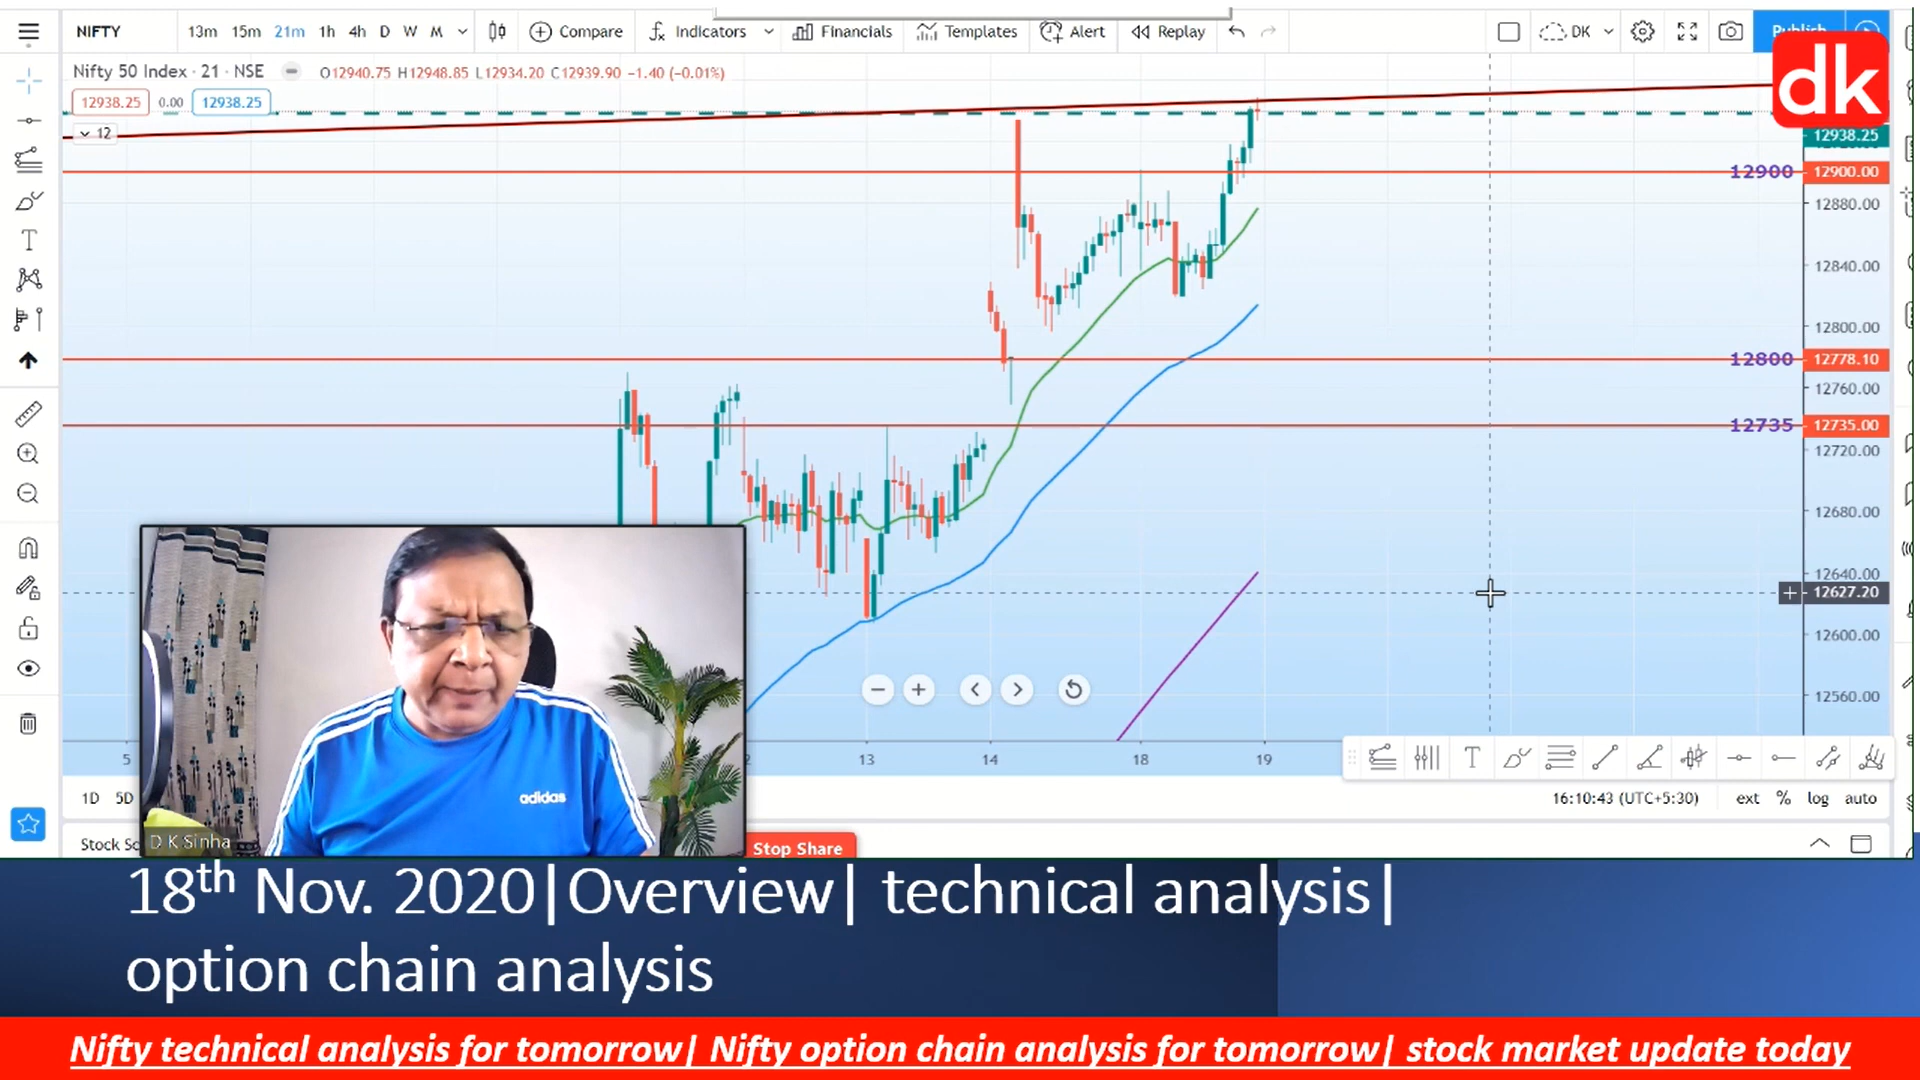 NIFTY 13m 15m 21m 1h 4h D W M Compare Indicators Financials Templates Alert Replay DK
dk
Nifty 50 Index · 21 · NSE O12940.75 H12948.85 L12934.20 C12939.90 −1.40 (−0.01%)
12938.25 0.00 12938.25
12
12938.25
12900 12900.00
12880.00
12840.00
12800.00
12800 12778.10
12760.00
12735 12735.00
12720.00
12680.00
12640.00
12627.20
12600.00
12560.00
5 2 13 14 18 19
1D 5D 16:10:43 (UTC+5:30) ext % log auto
adidas
D K Sinha
Stop Share
18th Nov. 2020|Overview| technical analysis|
option chain analysis
Nifty technical analysis for tomorrow| Nifty option chain analysis for tomorrow| stock market update today